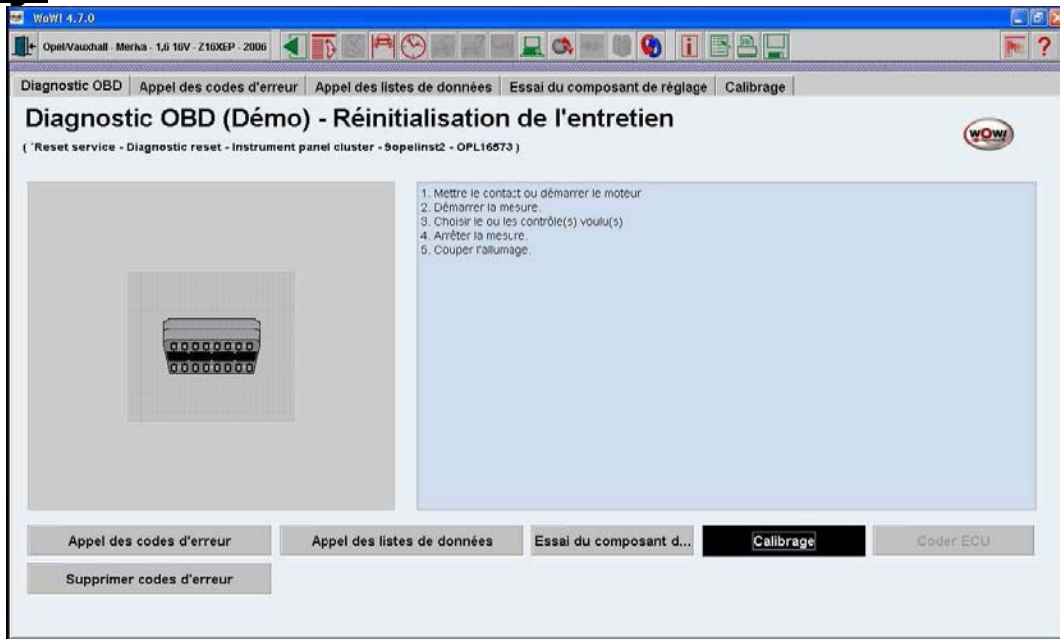 WoW! 4.7.0
Opel/Vauxhall - Meriva - 1,6 16V - Z16XEP - 2006
Diagnostic OBD
Appel des codes d'erreur
Appel des listes de données
Essai du composant de réglage
Calibrage
Diagnostic OBD (Démo) - Réinitialisation de l'entretien
( ´Reset service - Diagnostic reset - Instrument panel cluster - 9opelinst2 - OPL16573 )
wow!
1. Mettre le contact ou démarrer le moteur
2. Démarrer la mesure.
3. Choisir le ou les contrôle(s) voulu(s)
4. Arrêter la mesure.
5. Couper l'allumage.
Appel des codes d'erreur
Appel des listes de données
Essai du composant d...
Calibrage
Coder ECU
Supprimer codes d'erreur